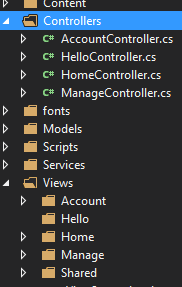 Content
Controllers
C# AccountController.cs
C# HelloController.cs
C# HomeController.cs
C# ManageController.cs
fonts
Models
Scripts
Services
Views
Account
Hello
Home
Manage
Shared